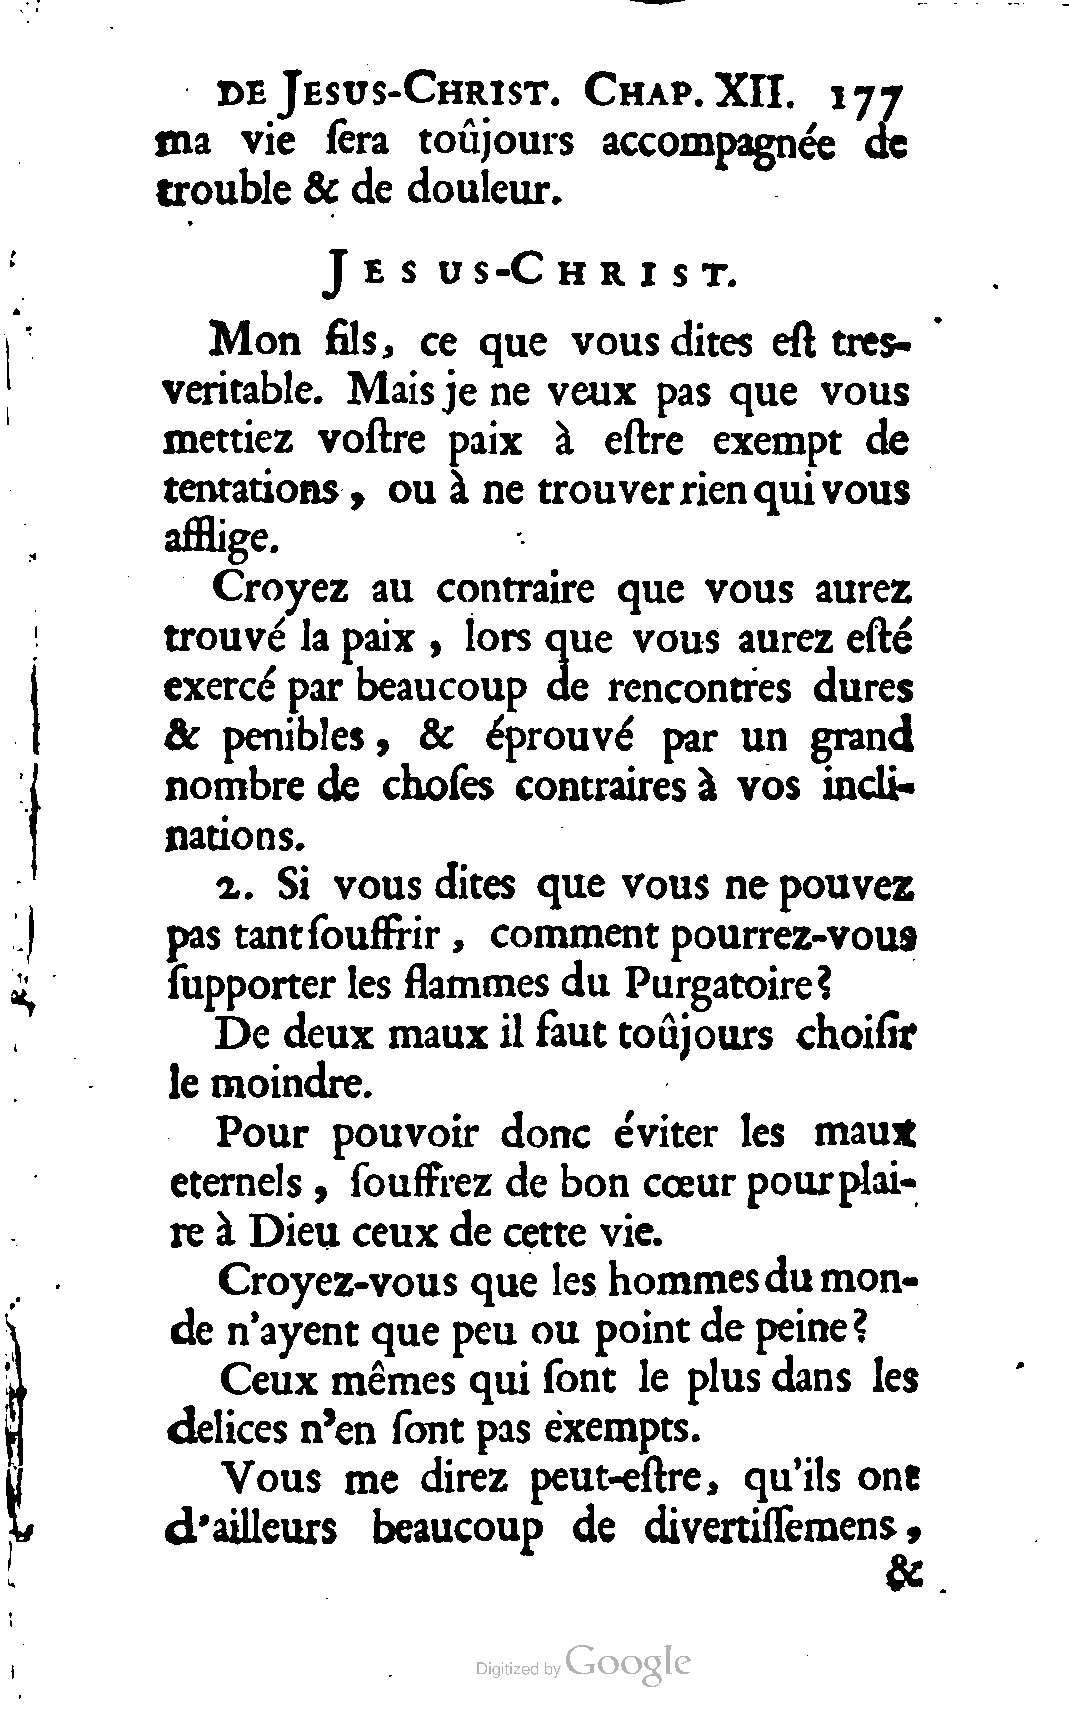 DE JESUS-CHRIST. CHAP. XII. 177
ma vie ſera toûjours accompagnée de
trouble & de douleur.
JESUS-CHRIST.
Mon fils, ce que vous dites eſt tres-
veritable. Mais je ne veux pas que vous
mettiez voſtre paix à eſtre exempt de
tentations, ou à ne trouver rien qui vous
afflige.
Croyez au contraire que vous aurez
trouvé la paix, lors que vous aurez eſté
exercé par beaucoup de rencontres dures
& penibles, & éprouvé par un grand
nombre de choſes contraires à vos incli-
nations.
2. Si vous dites que vous ne pouvez
pas tant ſouffrir, comment pourrez-vous
ſupporter les flammes du Purgatoire?
De deux maux il faut toûjours choiſir
le moindre.
Pour pouvoir donc éviter les maux
eternels, ſouffrez de bon cœur pour plai-
re à Dieu ceux de cette vie.
Croyez-vous que les hommes du mon-
de n'ayent que peu ou point de peine?
Ceux mêmes qui ſont le plus dans les
delices n'en ſont pas exempts.
Vous me direz peut-eſtre, qu'ils ont
d'ailleurs beaucoup de divertiſſemens,
&
Digitized by Google